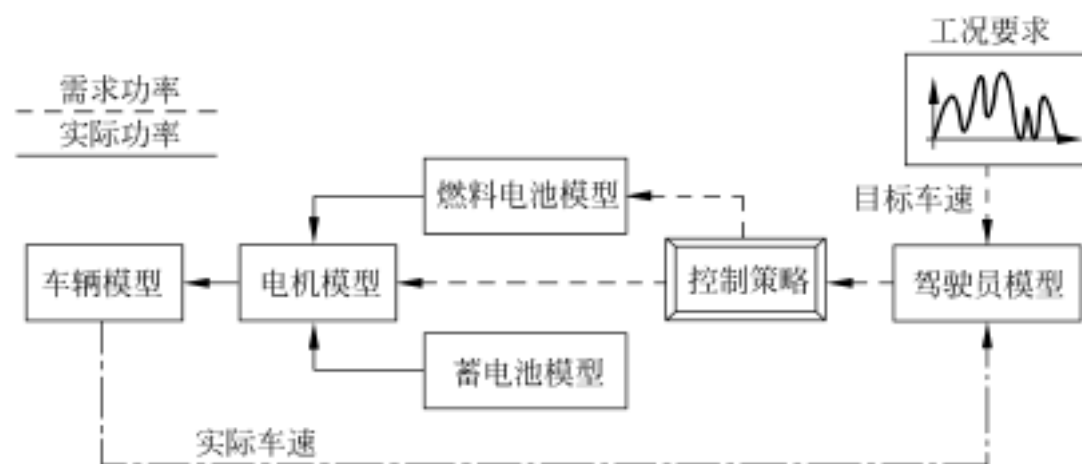 工况要求
需求功率
实际功率
燃料电池模型
目标车速
车辆模型
电机模型
控制策略
驾驶员模型
蓄电池模型
实际车速